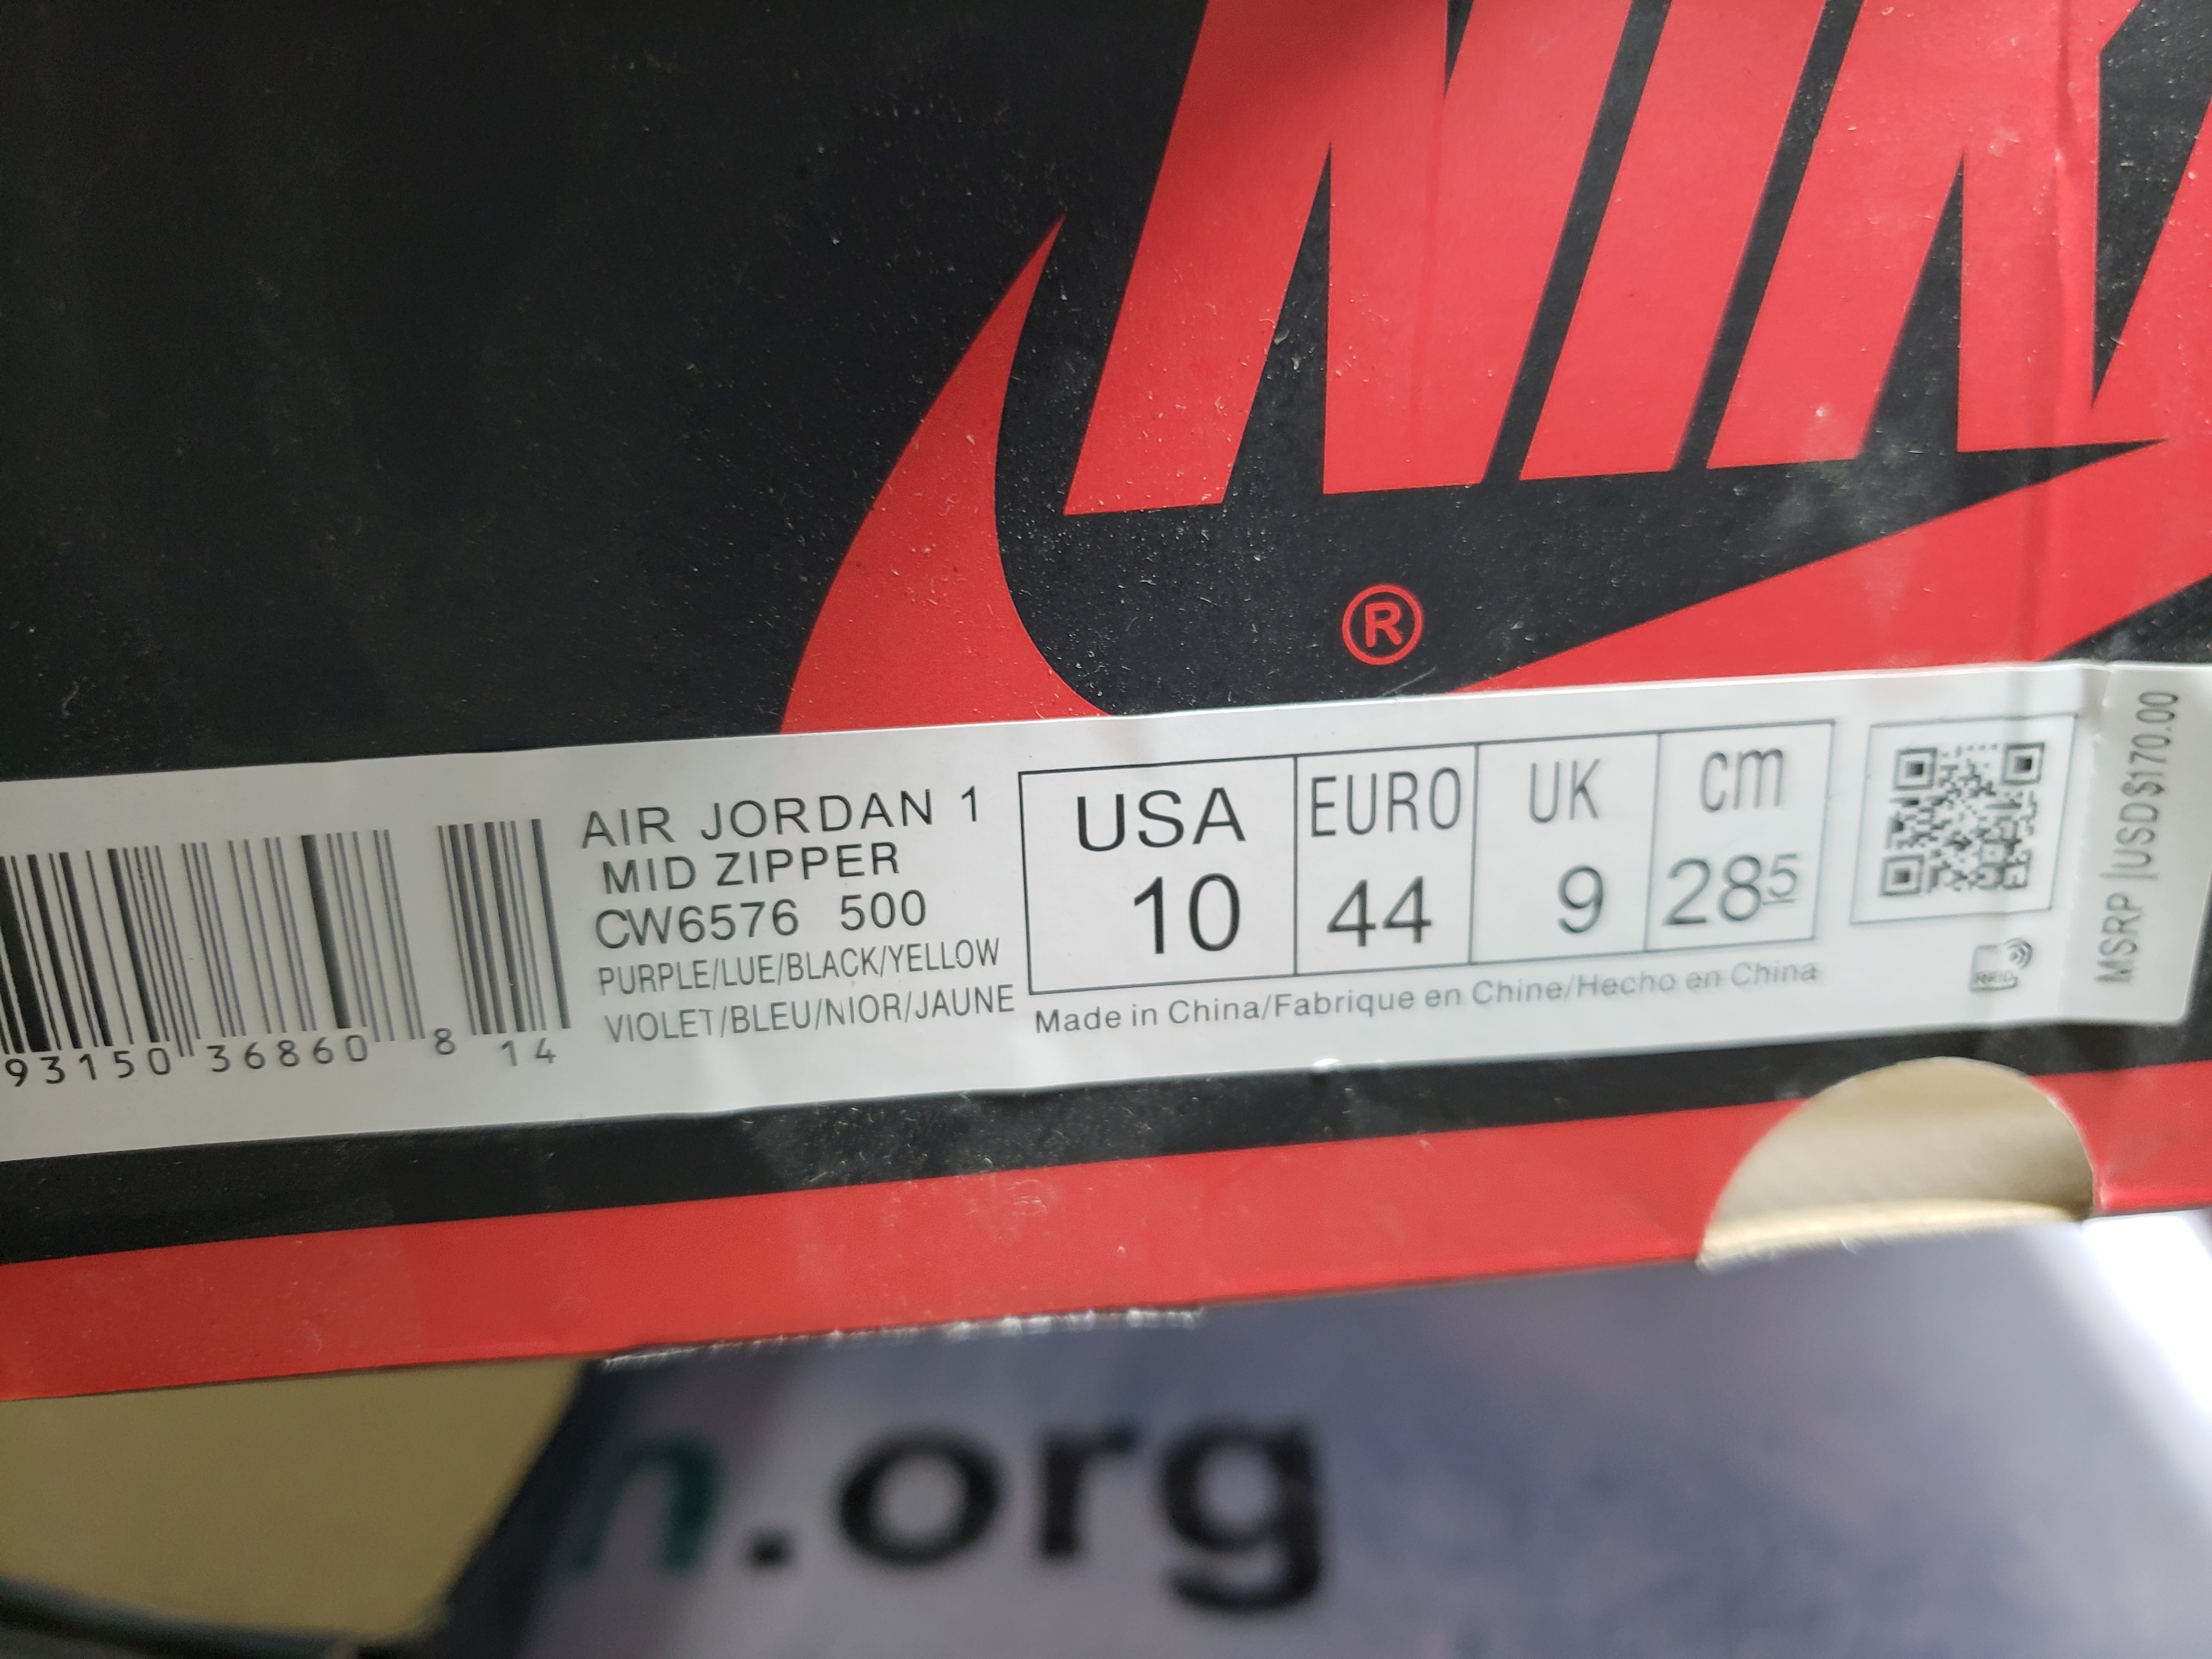 NIK
®
AIR JORDAN 1
MID ZIPPER
CW6576 500
PURPLE/LUE/BLACK/YELLOW
VIOLET/BLEU/NIOR/JAUNE
93150 36860 8 14
USA EURO UK cm
10 44 9 285
Made in China/Fabrique en Chine/Hecho en China
RFID
MSRP |USD$170.00
n.org